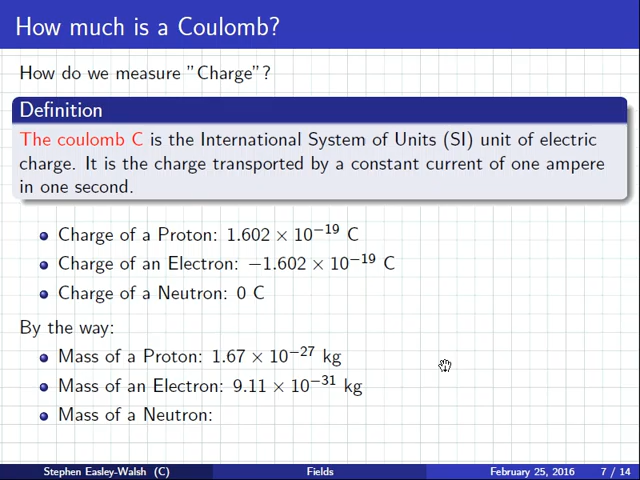 How much is a Coulomb?
How do we measure "Charge"?
Definition
The coulomb C is the International System of Units (SI) unit of electric
charge. It is the charge transported by a constant current of one ampere
in one second.
Charge of a Proton: 1.602 × 10⁻¹⁹ C
Charge of an Electron: −1.602 × 10⁻¹⁹ C
Charge of a Neutron: 0 C
By the way:
Mass of a Proton: 1.67 × 10⁻²⁷ kg
Mass of an Electron: 9.11 × 10⁻³¹ kg
Mass of a Neutron:
Stephen Easley-Walsh (C) Fields February 25, 2016 7 / 14